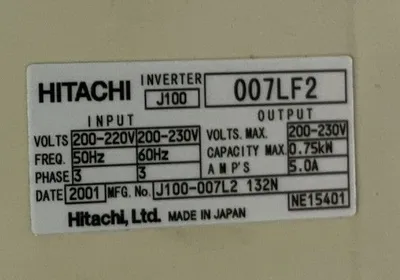 HITACHI INVERTER J100 007LF2
INPUT OUTPUT
VOLTS 200-220V 200-230V VOLTS. MAX. 200-230V
FREQ. 50Hz 60Hz CAPACITY MAX. 0.75kW
PHASE 3 3 AMP'S 5.0A
DATE 2001 MFG. No. J100-007L2 132N
Hitachi, Ltd. MADE IN JAPAN NE15401